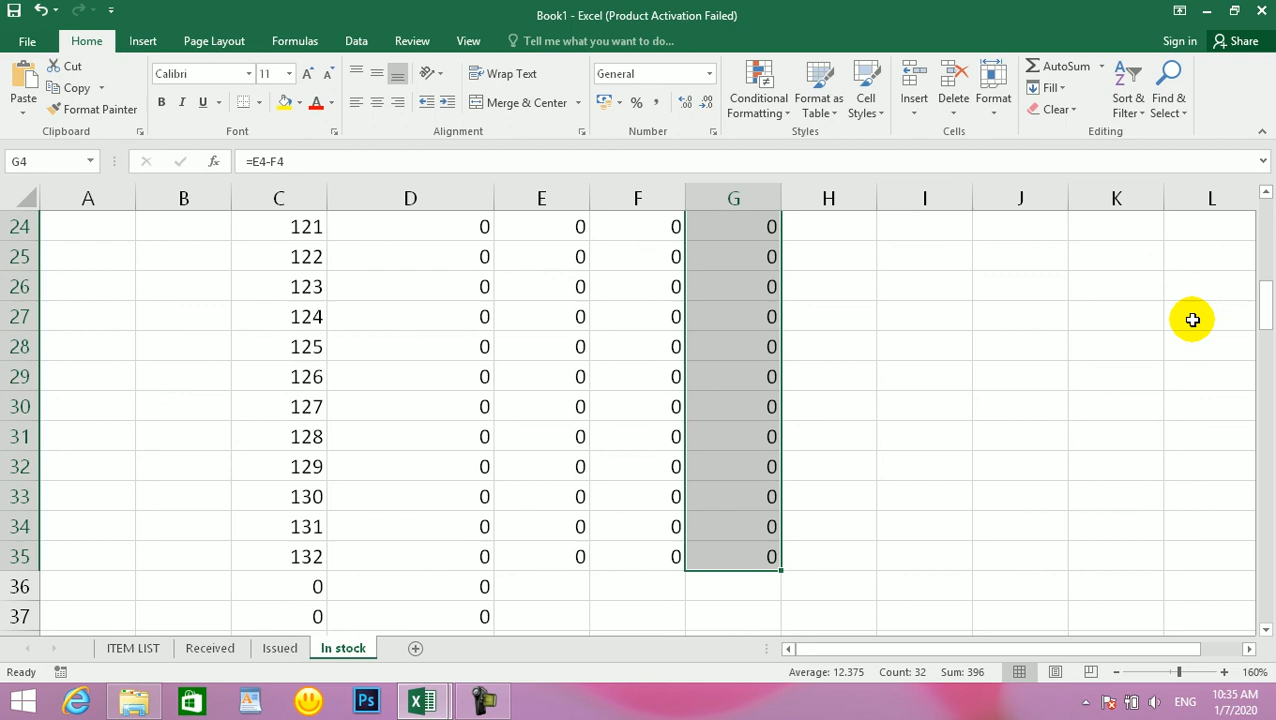 Book1 - Excel (Product Activation Failed)
File Home Insert Page Layout Formulas Data Review View Tell me what you want to do... Sign in Share
Paste Cut Copy Format Painter Clipboard
Calibri 11 A A B I U A Font
Wrap Text Merge & Center Alignment
General % , Number
Conditional Formatting Format as Table Cell Styles Styles
Insert Delete Format Cells
AutoSum Fill Clear Sort & Filter Find & Select Editing
G4 fx =E4-F4
A B C D E F G H I J K L
24 121 0 0 0 0
25 122 0 0 0 0
26 123 0 0 0 0
27 124 0 0 0 0
28 125 0 0 0 0
29 126 0 0 0 0
30 127 0 0 0 0
31 128 0 0 0 0
32 129 0 0 0 0
33 130 0 0 0 0
34 131 0 0 0 0
35 132 0 0 0 0
36 0 0
37 0 0
ITEM LIST Received Issued In stock
Ready Average: 12.375 Count: 32 Sum: 396 160%
Ps ENG 10:35 AM
1/7/2020